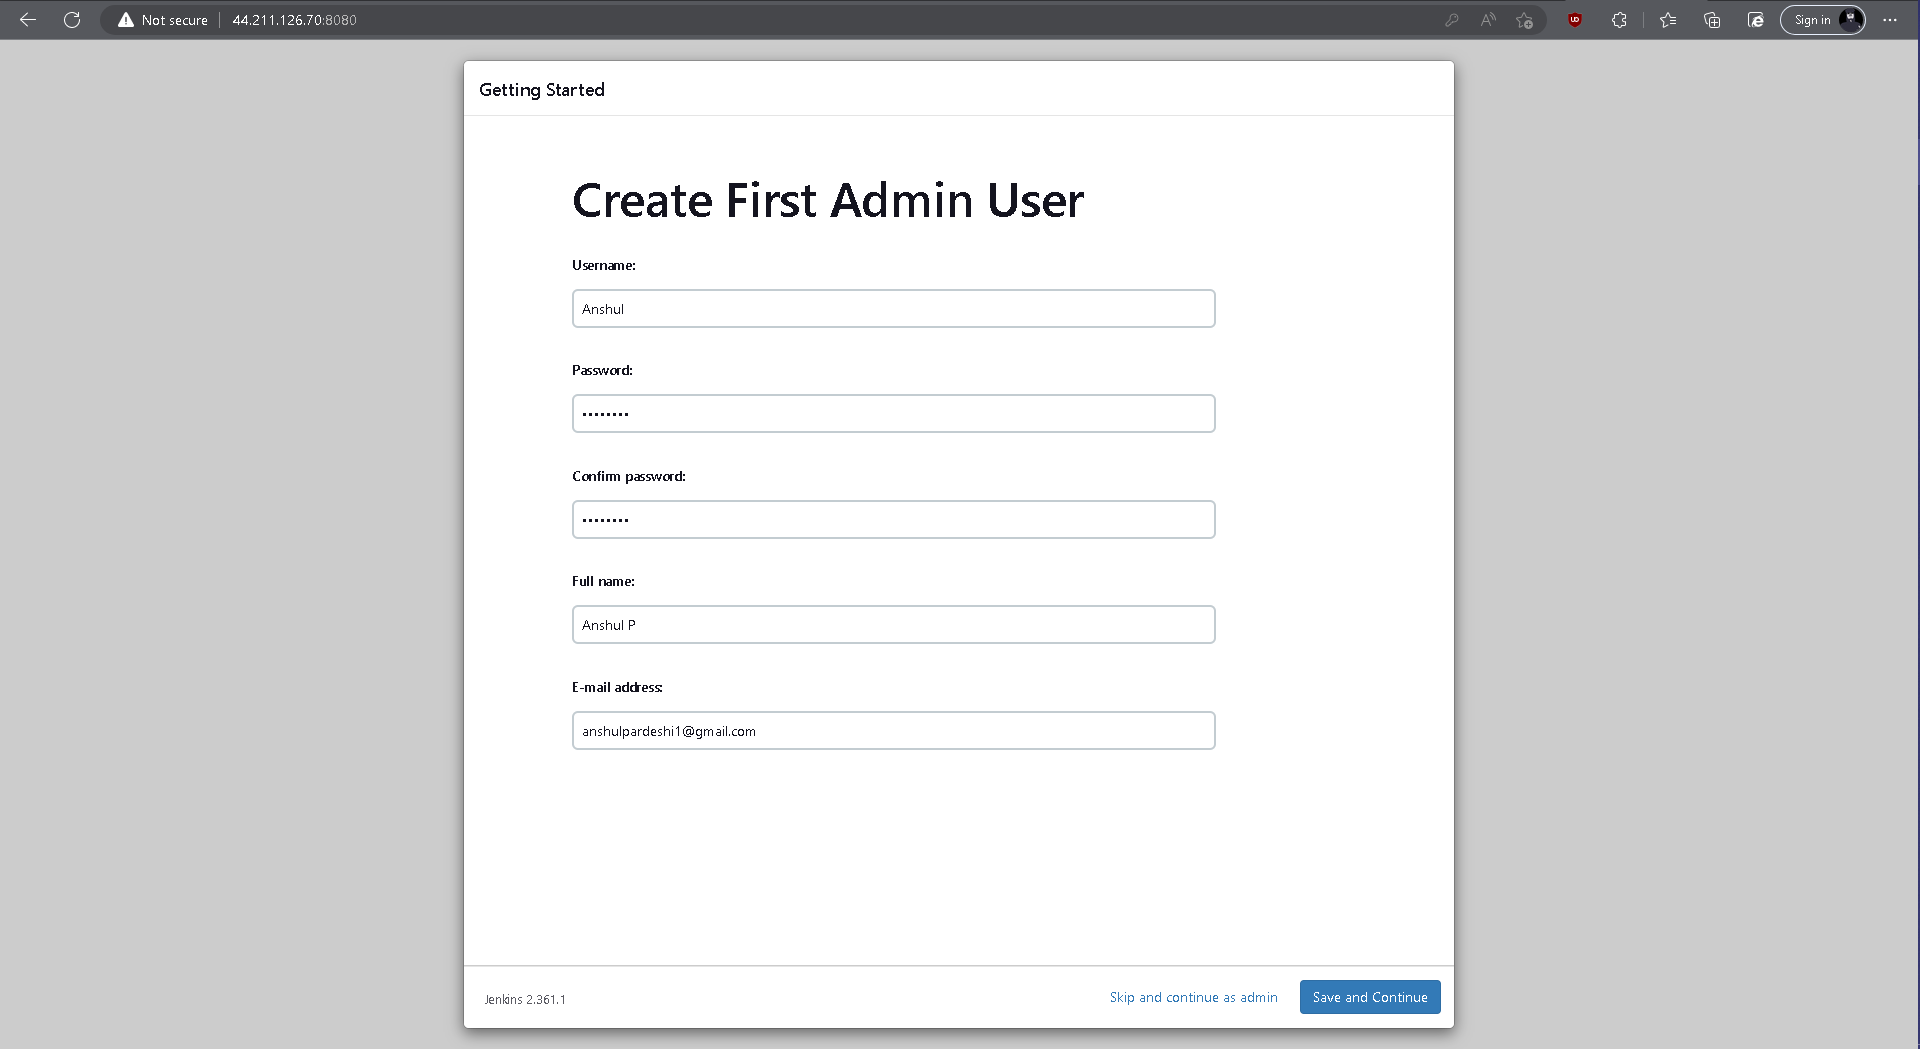 Not secure 44.211.126.70:8080 Sign in
Getting Started
Create First Admin User
Username:
Anshul
Password:
••••••••
Confirm password:
••••••••
Full name:
Anshul P
E-mail address:
anshulpardeshi1@gmail.com
Jenkins 2.361.1 Skip and continue as admin Save and Continue